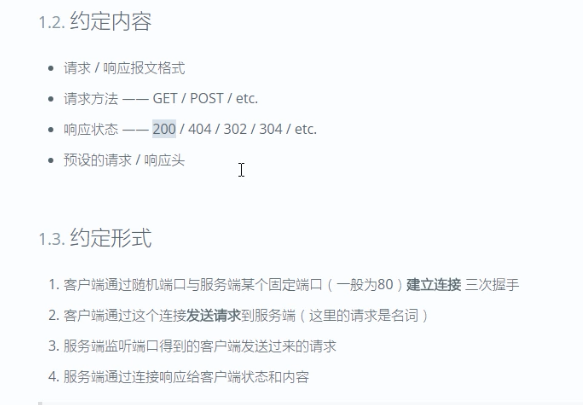 1.2. 约定内容
• 请求 / 响应报文格式
• 请求方法 —— GET / POST / etc.
• 响应状态 —— 200 / 404 / 302 / 304 / etc.
• 预设的请求 / 响应头
1.3. 约定形式
1. 客户端通过随机端口与服务端某个固定端口（一般为80）建立连接 三次握手
2. 客户端通过这个连接发送请求到服务端（这里的请求是名词）
3. 服务端监听端口得到的客户端发送过来的请求
4. 服务端通过连接响应给客户端状态和内容